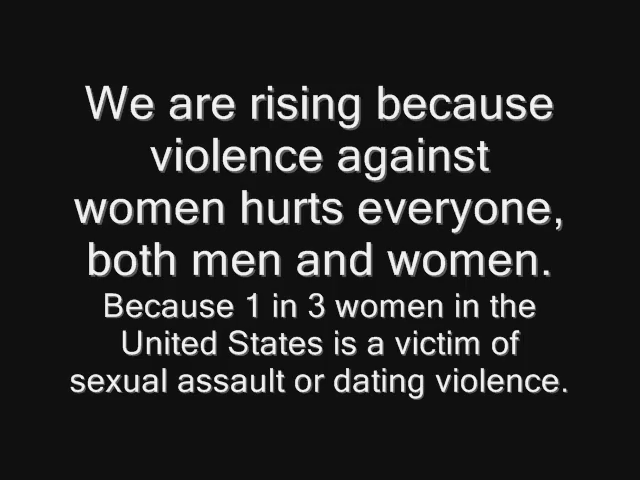 We are rising because
violence against
women hurts everyone,
both men and women.
Because 1 in 3 women in the
United States is a victim of
sexual assault or dating violence.